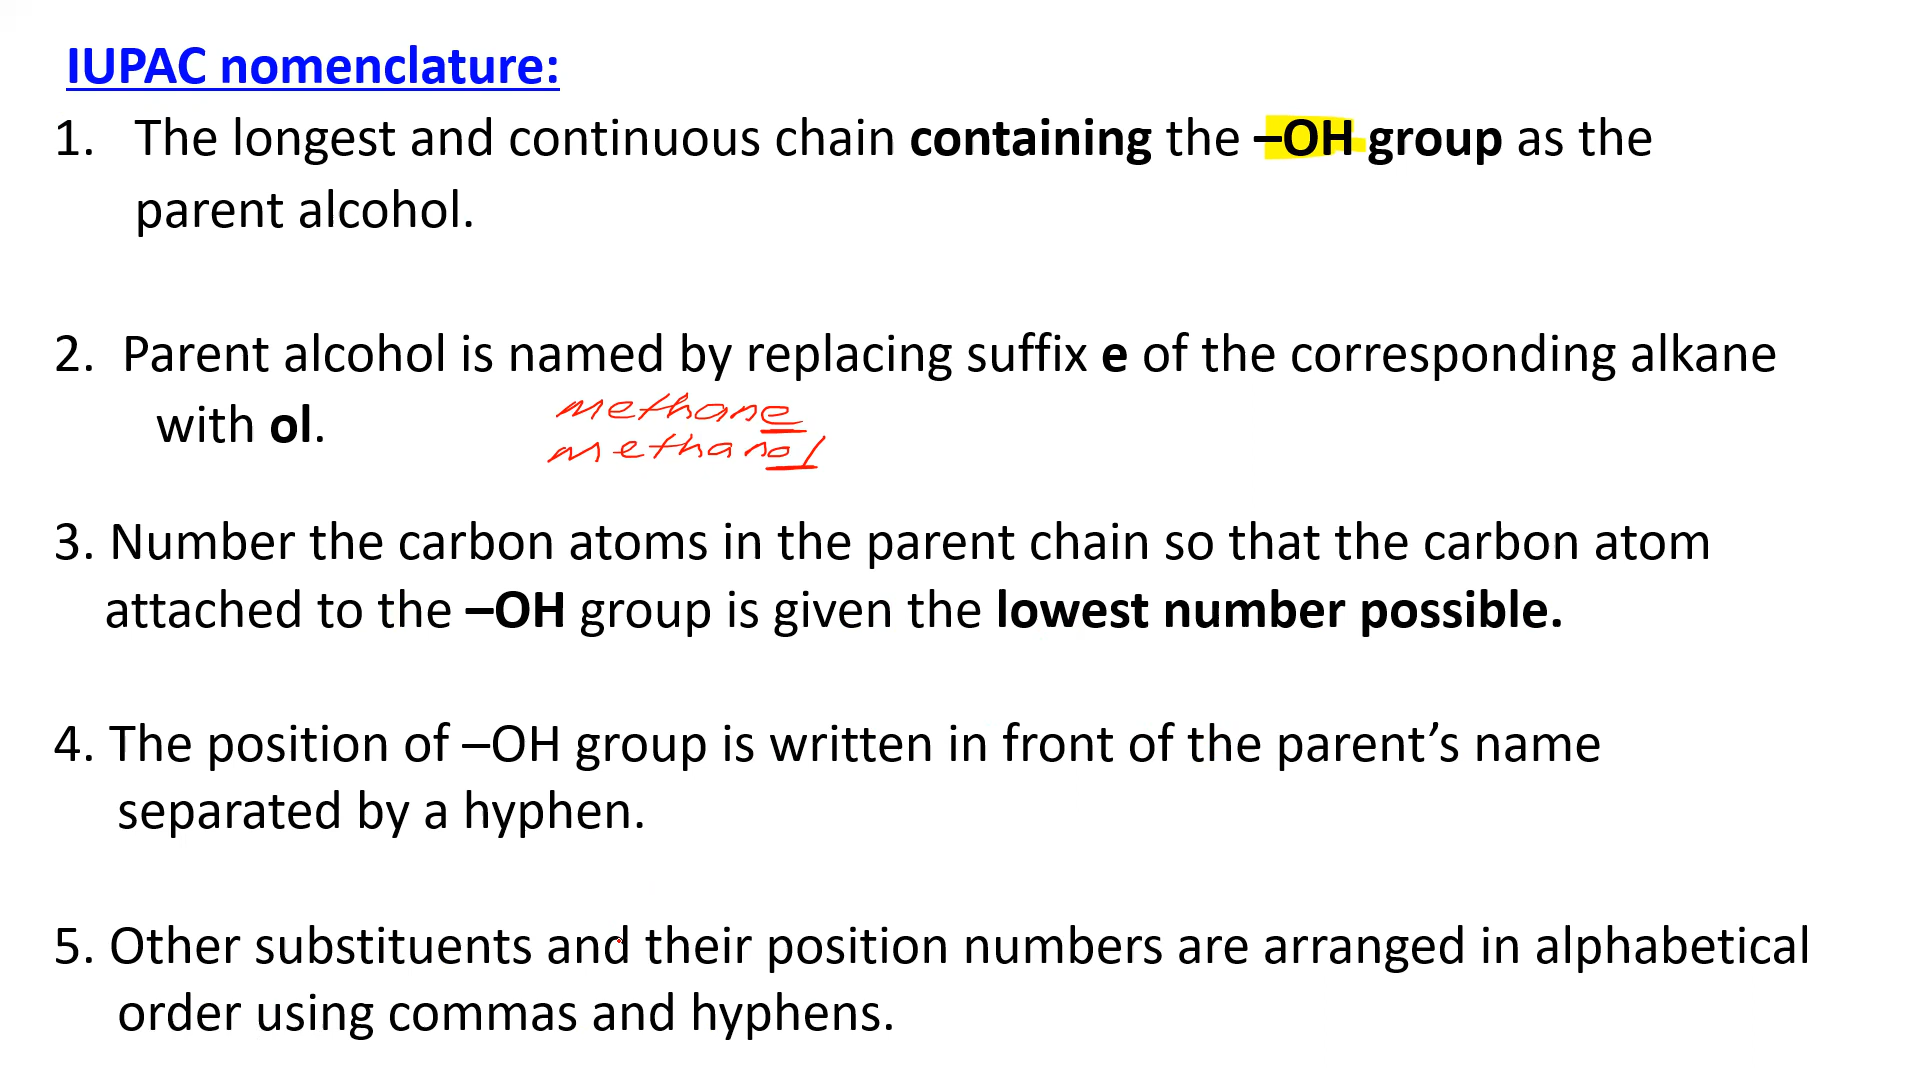 IUPAC nomenclature:
1. The longest and continuous chain containing the –OH group as the
parent alcohol.
2. Parent alcohol is named by replacing suffix e of the corresponding alkane
with ol.
methane
methanol
3. Number the carbon atoms in the parent chain so that the carbon atom
attached to the –OH group is given the lowest number possible.
4. The position of –OH group is written in front of the parent’s name
separated by a hyphen.
5. Other substituents and their position numbers are arranged in alphabetical
order using commas and hyphens.